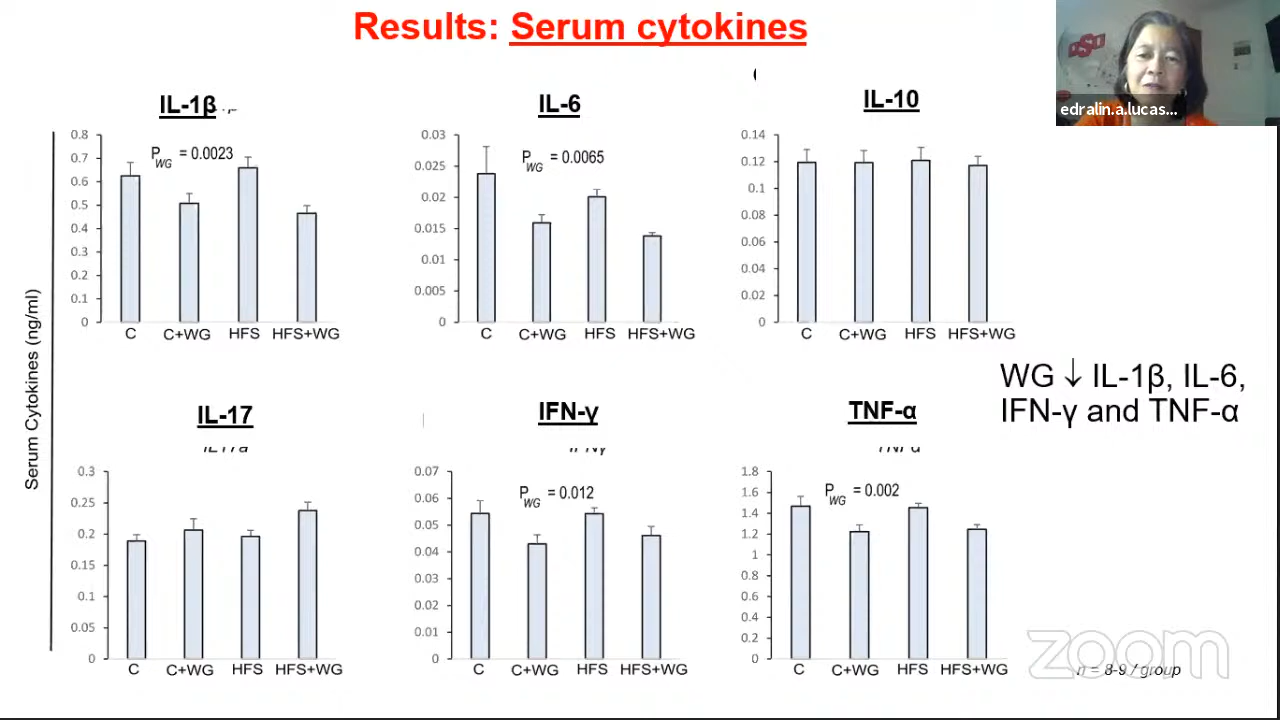 Results: Serum cytokines
OSU
edralin.a.lucas...
IL-1β
0.8
0.7
0.6
0.5
0.4
0.3
0.2
0.1
0
P WG = 0.0023
C C+WG HFS HFS+WG
IL-6
0.03
0.025
0.02
0.015
0.01
0.005
0
P WG = 0.0065
C C+WG HFS HFS+WG
IL-10
0.14
0.12
0.1
0.08
0.06
0.04
0.02
0
C C+WG HFS HFS+WG
Serum Cytokines (ng/ml)
WG ↓ IL-1β, IL-6,
IFN-γ and TNF-α
IL-17
0.3
0.25
0.2
0.15
0.1
0.05
0
C C+WG HFS HFS+WG
IFN-γ
0.07
0.06
0.05
0.04
0.03
0.02
0.01
0
P WG = 0.012
C C+WG HFS HFS+WG
TNF-α
1.8
1.6
1.4
1.2
1
0.8
0.6
0.4
0.2
0
P WG = 0.002
C C+WG HFS HFS+WG
zoom
n = 8-9 / group